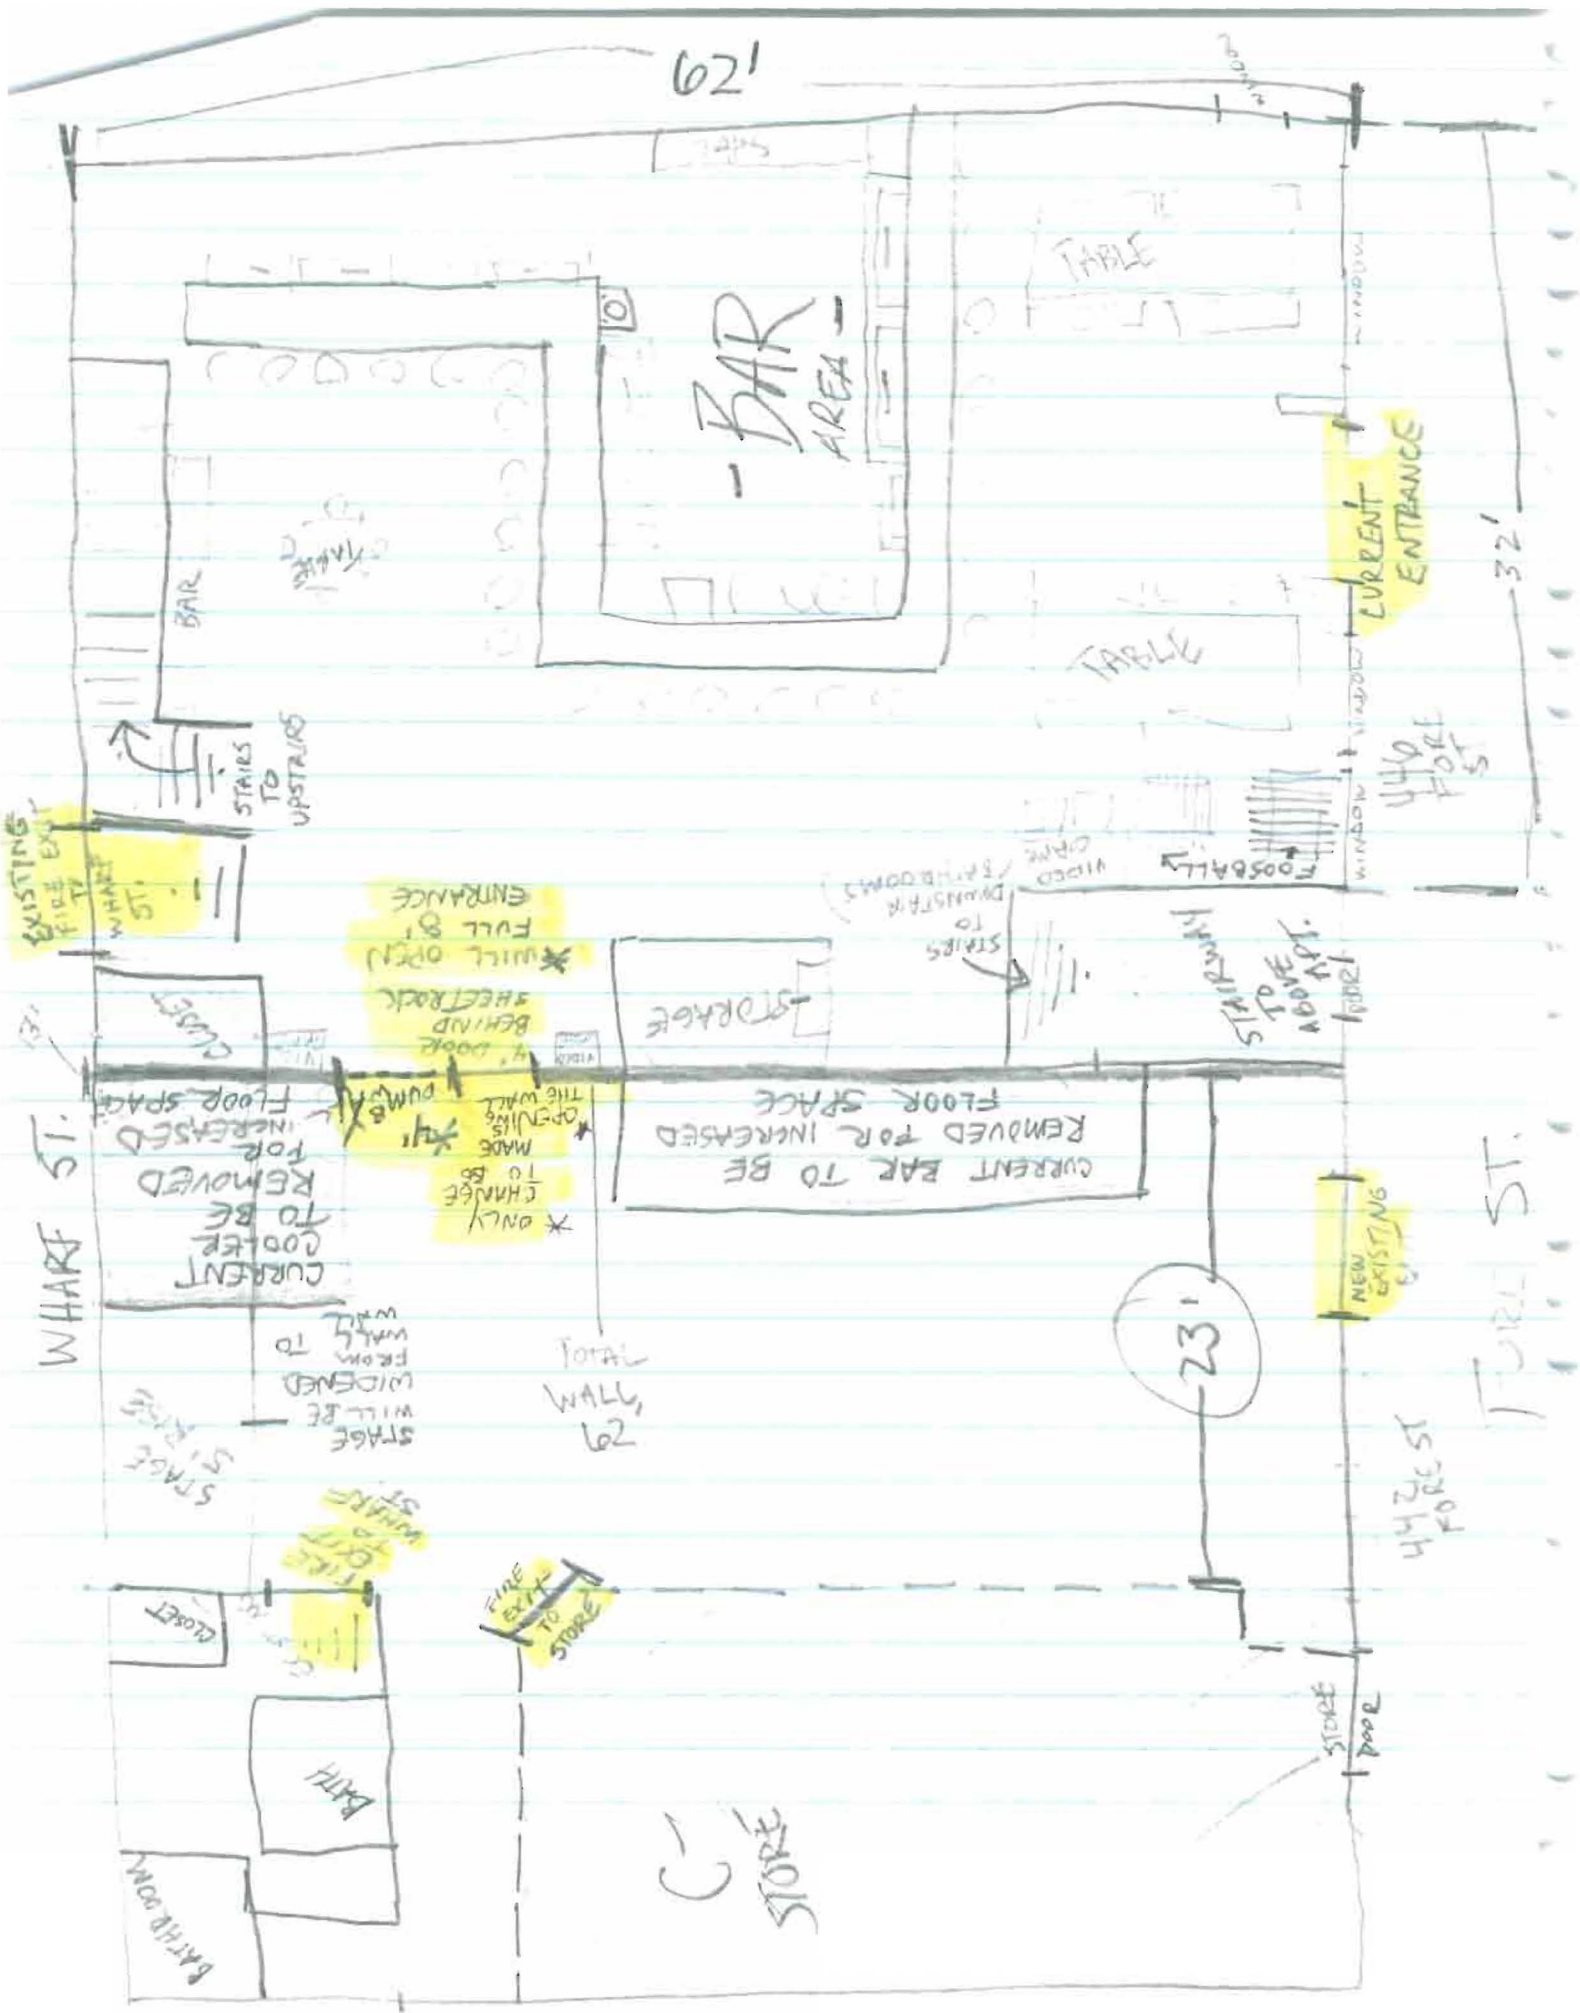 62'
WINDOW
TAPS
TABLE
WINDOW
"O"
- BAR
AREA -
CURRENT
ENTRANCE
32'
TABLE
BAR
TABLE
WINDOW
WINDOW
446
FORE
ST
STAIRS
TO
UPSTAIRS
EXISTING
FIRE EXIT
TO
WHARF
ST.
FOOSBALL
VIDEO
GAME
STAIRS
TO
DOWNSTAIR
(BATHROOMS)
STAIRWAY
TO
ABOVE
APT.
DOOR
STORAGE
CLOSET
13'
4' DOOR
BEHIND
SHEETROCK
* WILL OPEN
FULL 8'
ENTRANCE
VIDEO
DUMB
*4'
* ONLY
CHANGE
TO BE
MADE
IS
OPENING
THE WALL
WHARF ST.
CURRENT
COOLER
TO BE
REMOVED
FOR
INCREASED
FLOOR SPACE
CURRENT BAR TO BE
REMOVED FOR INCREASED
FLOOR SPACE
STAGE
WILL BE
WIDENED
FROM
WALL TO
WALL
STAGE
TOTAL
WALL,
62
23'
NEW
EXISTING
FORE ST.
442
FORE ST
FIRE
EXIT
TO
WHARF
ST
FIRE
EXIT
TO
STORE
CLOSET
BATH
BATHROOM
C-
STORE
STORE
DOOR